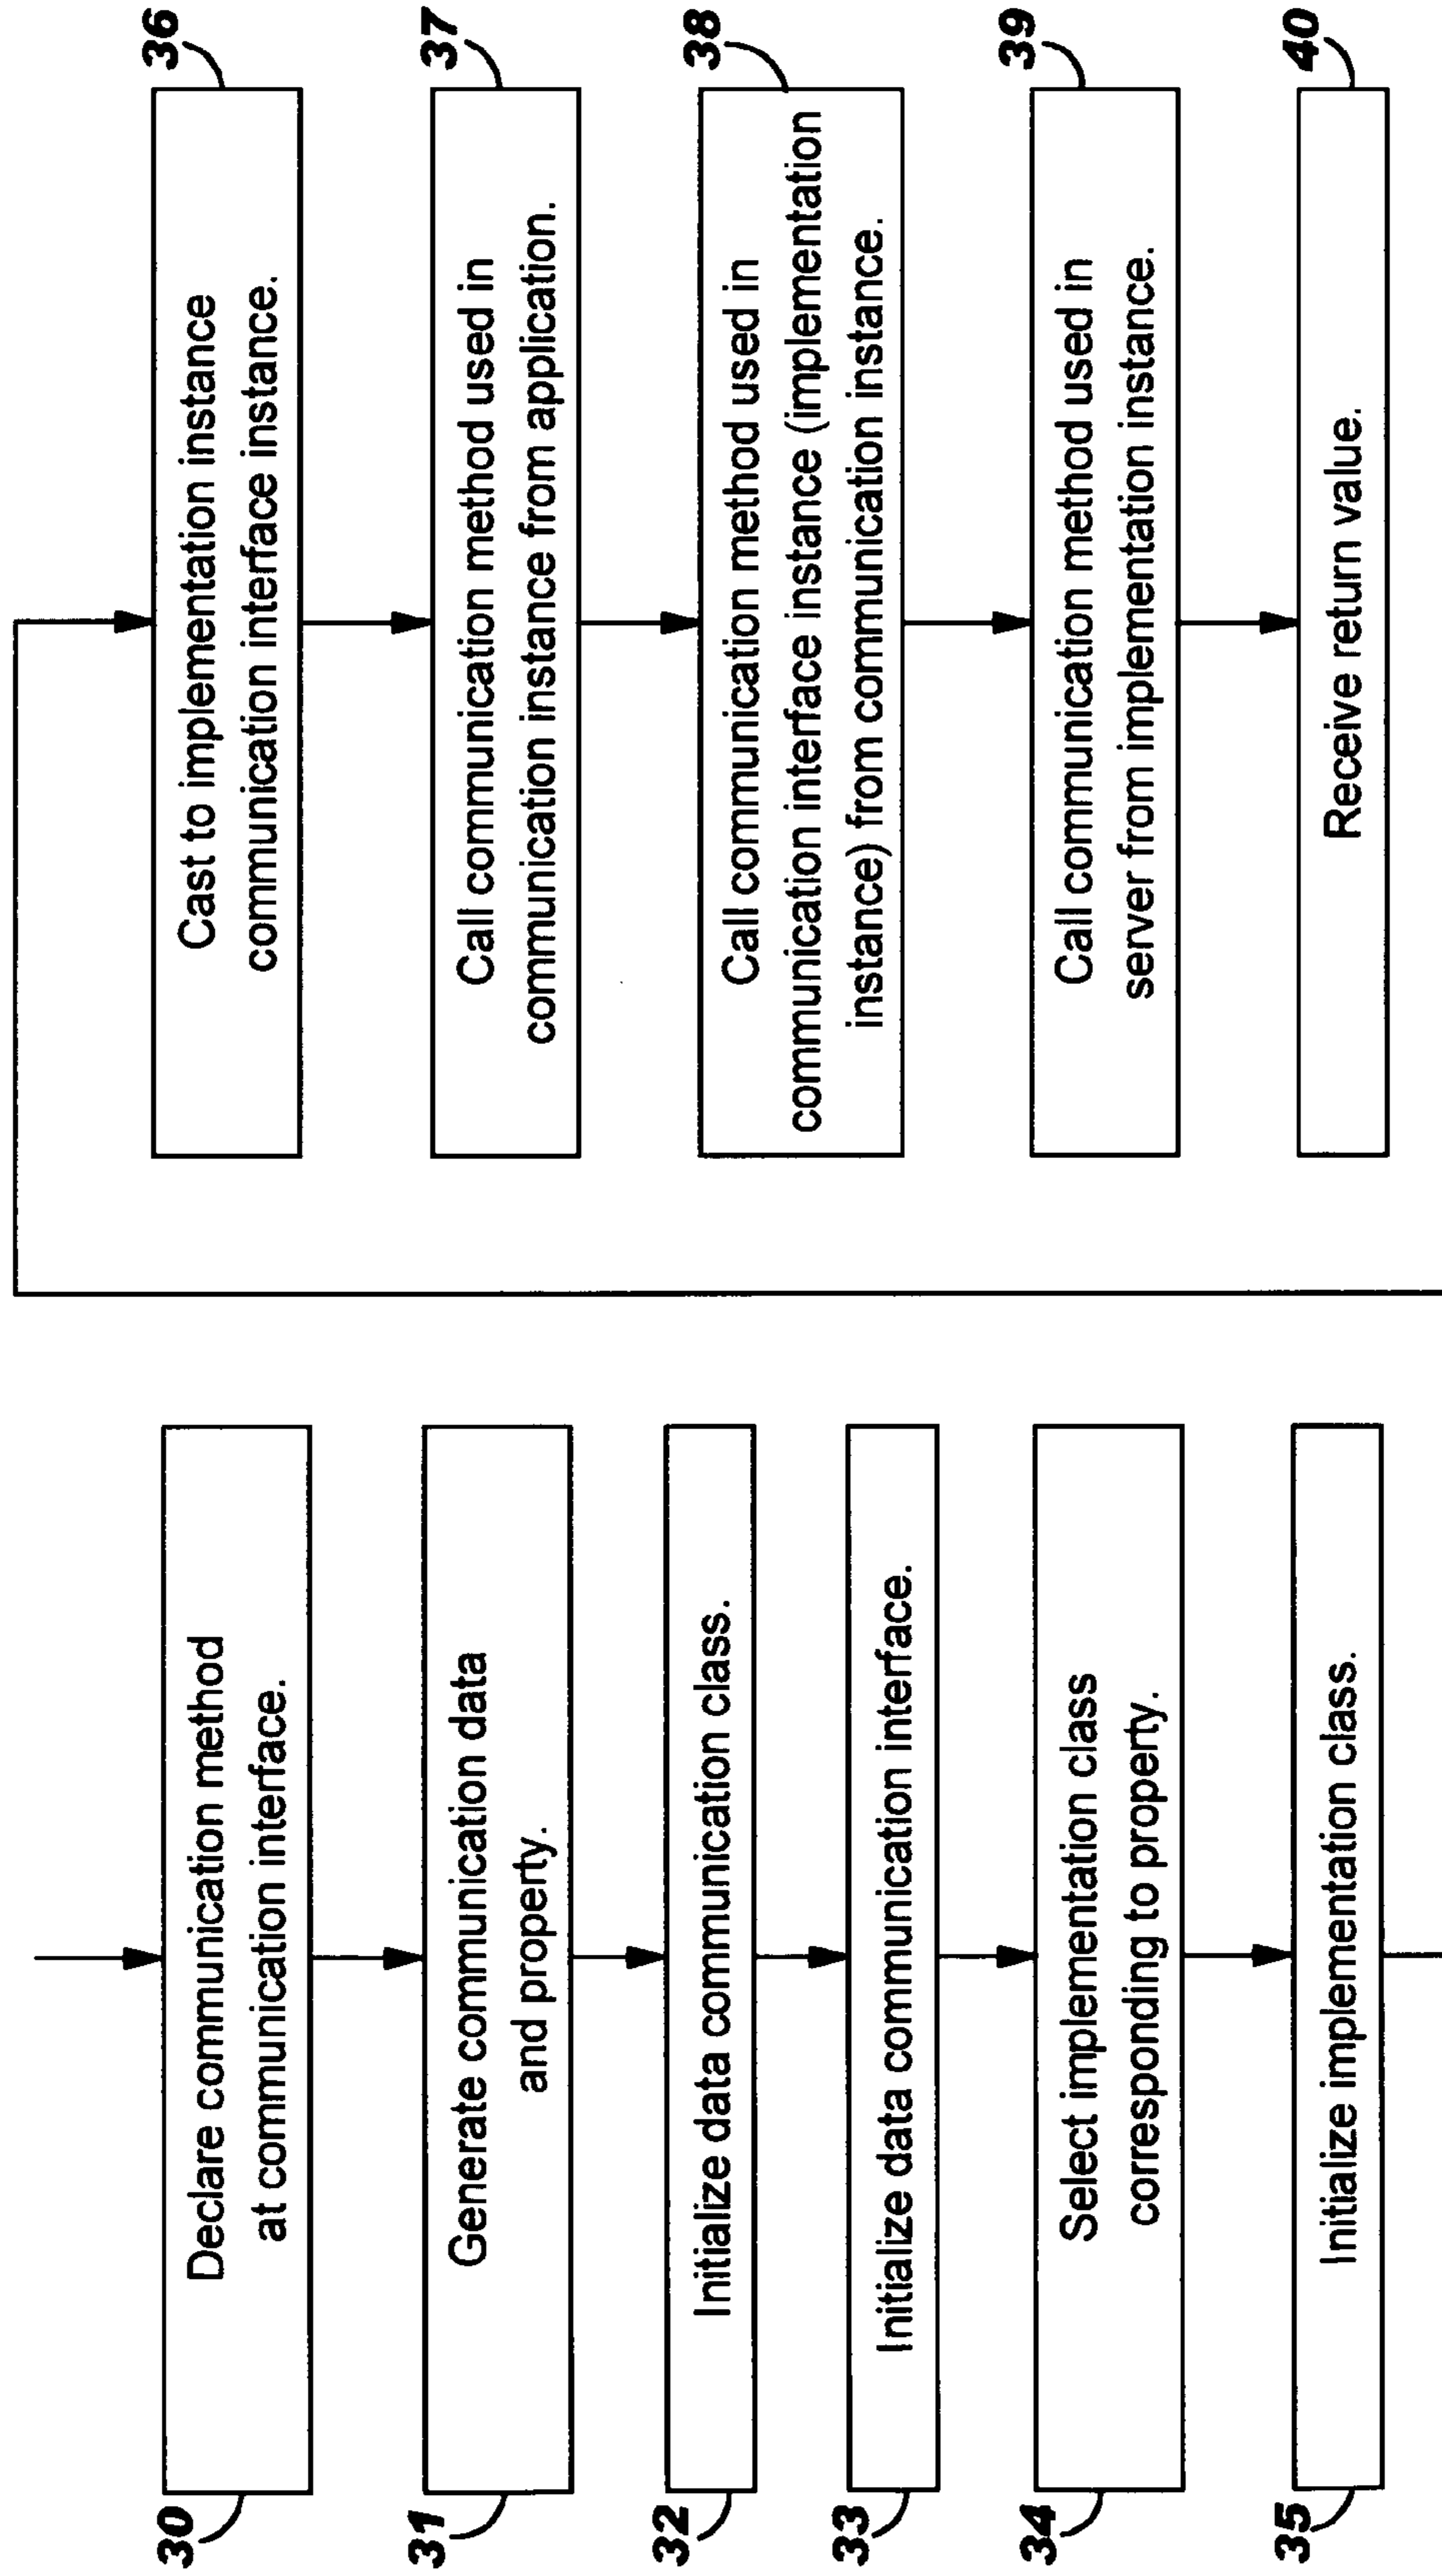 30
Declare communication method
at communication interface.
31
Generate communication data
and property.
32
Initialize data communication class.
33
Initialize data communication interface.
34
Select implementation class
corresponding to property.
35
Initialize implementation class.
36
Cast to implementation instance
communication interface instance.
37
Call communication method used in
communication instance from application.
38
Call communication method used in
communication interface instance (implementation
instance) from communication instance.
39
Call communication method used in
server from implementation instance.
40
Receive return value.